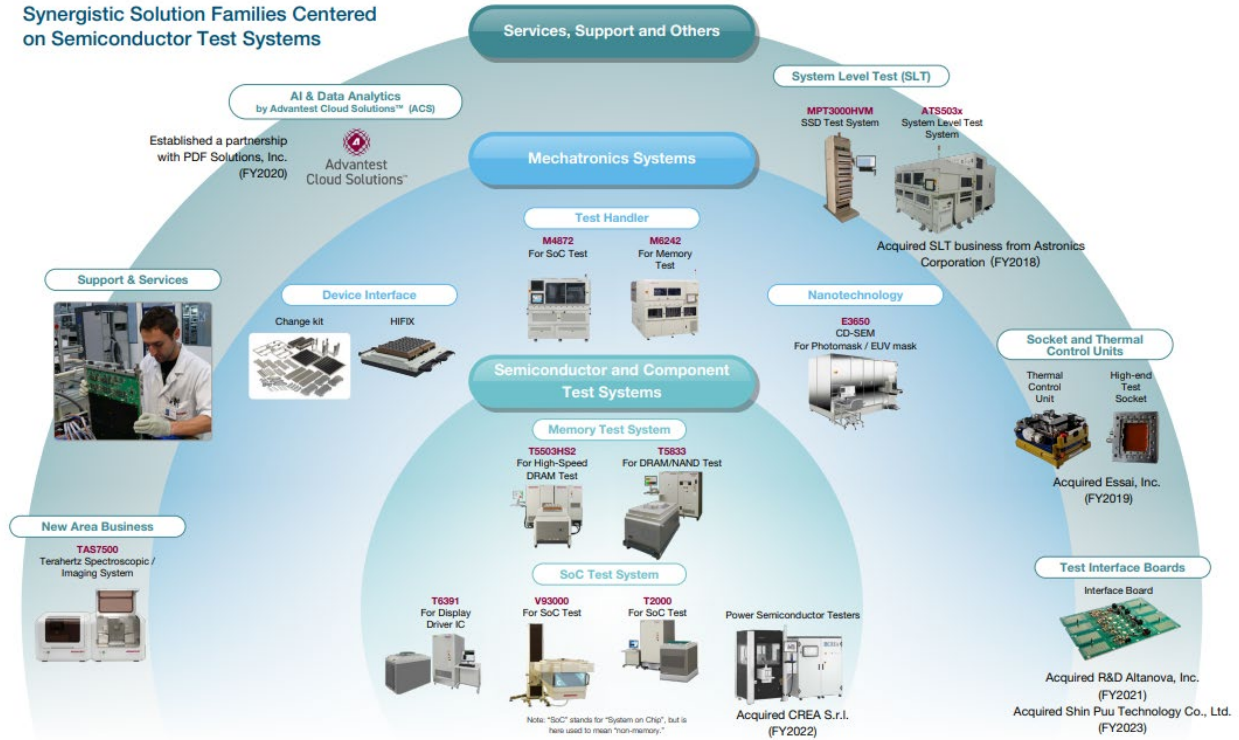 Synergistic Solution Families Centered
on Semiconductor Test Systems
Services, Support and Others
AI & Data Analytics
by Advantest Cloud Solutions™ (ACS)
Established a partnership
with PDF Solutions, Inc.
(FY2020)
Advantest
Cloud Solutions™
System Level Test (SLT)
MPT3000HVM
SSD Test System
ATS503x
System Level Test
System
Acquired SLT business from Astronics
Corporation (FY2018)
Mechatronics Systems
Test Handler
M4872
For SoC Test
M6242
For Memory
Test
Support & Services
Device Interface
Change kit
HIFIX
Nanotechnology
E3650
CD-SEM
For Photomask / EUV mask
Socket and Thermal
Control Units
Thermal
Control
Unit
High-end
Test
Socket
Acquired Essai, Inc.
(FY2019)
Semiconductor and Component
Test Systems
Memory Test System
T5503HS2
For High-Speed
DRAM Test
T5833
For DRAM/NAND Test
New Area Business
TAS7500
Terahertz Spectroscopic /
Imaging System
SoC Test System
T6391
For Display
Driver IC
V93000
For SoC Test
T2000
For SoC Test
Power Semiconductor Testers
Note: "SoC" stands for "System on Chip", but is
here used to mean "non-memory."
Acquired CREA S.r.l.
(FY2022)
Test Interface Boards
Interface Board
Acquired R&D Altanova, Inc.
(FY2021)
Acquired Shin Puu Technology Co., Ltd.
(FY2023)